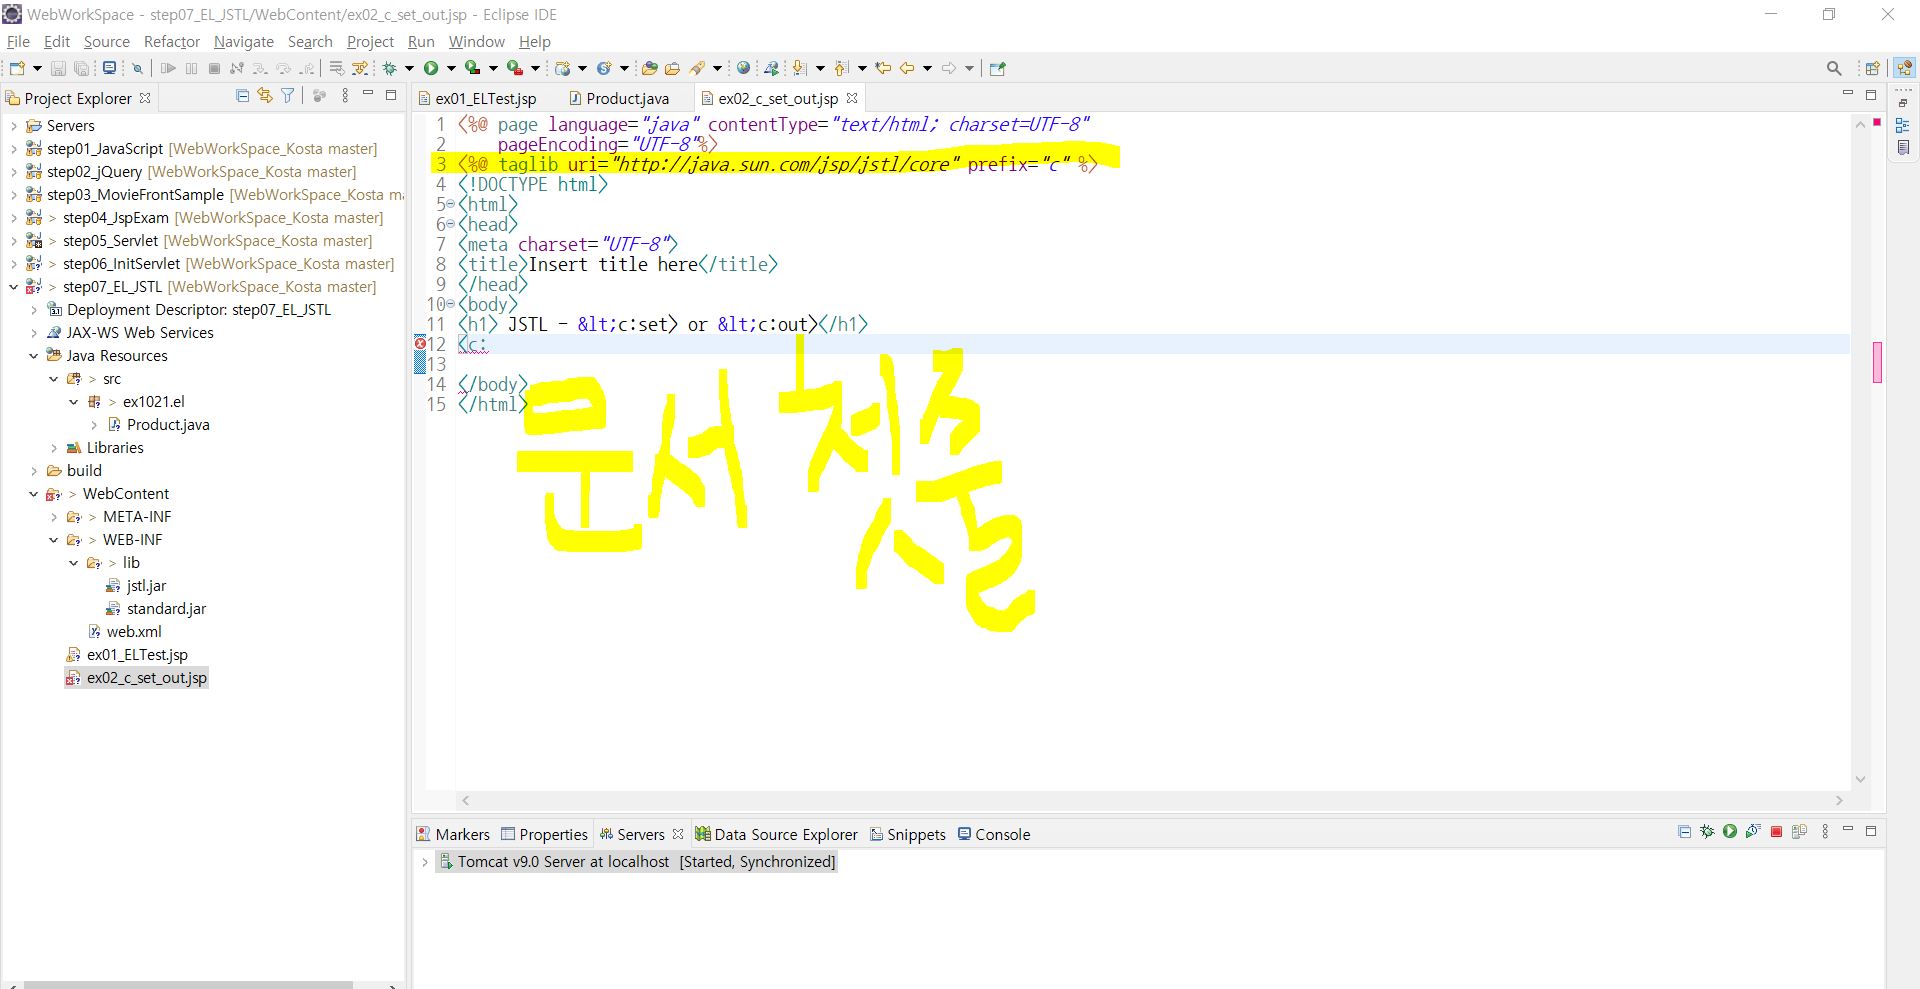 WebWorkSpace - step07_EL_JSTL/WebContent/ex02_c_set_out.jsp - Eclipse IDE
File Edit Source Refactor Navigate Search Project Run Window Help
Project Explorer
Servers
step01_JavaScript [WebWorkSpace_Kosta master]
step02_jQuery [WebWorkSpace_Kosta master]
step03_MovieFrontSample [WebWorkSpace_Kosta ma
> step04_JspExam [WebWorkSpace_Kosta master]
> step05_Servlet [WebWorkSpace_Kosta master]
> step06_InitServlet [WebWorkSpace_Kosta master]
> step07_EL_JSTL [WebWorkSpace_Kosta master]
Deployment Descriptor: step07_EL_JSTL
JAX-WS Web Services
Java Resources
> src
> ex1021.el
Product.java
Libraries
build
> WebContent
> META-INF
> WEB-INF
> lib
jstl.jar
standard.jar
web.xml
ex01_ELTest.jsp
ex02_c_set_out.jsp
ex01_ELTest.jsp Product.java ex02_c_set_out.jsp
1 <%@ page language="java" contentType="text/html; charset=UTF-8"
2 pageEncoding="UTF-8"%>
3 <%@ taglib uri="http://java.sun.com/jsp/jstl/core" prefix="c" %>
4 <!DOCTYPE html>
5 <html>
6 <head>
7 <meta charset="UTF-8">
8 <title>Insert title here</title>
9 </head>
10 <body>
11 <h1> JSTL - &lt;c:set> or &lt;c:out></h1>
12 <c:
13
14 </body>
15 </html>
문서 첫줄
Markers Properties Servers Data Source Explorer Snippets Console
Tomcat v9.0 Server at localhost [Started, Synchronized]